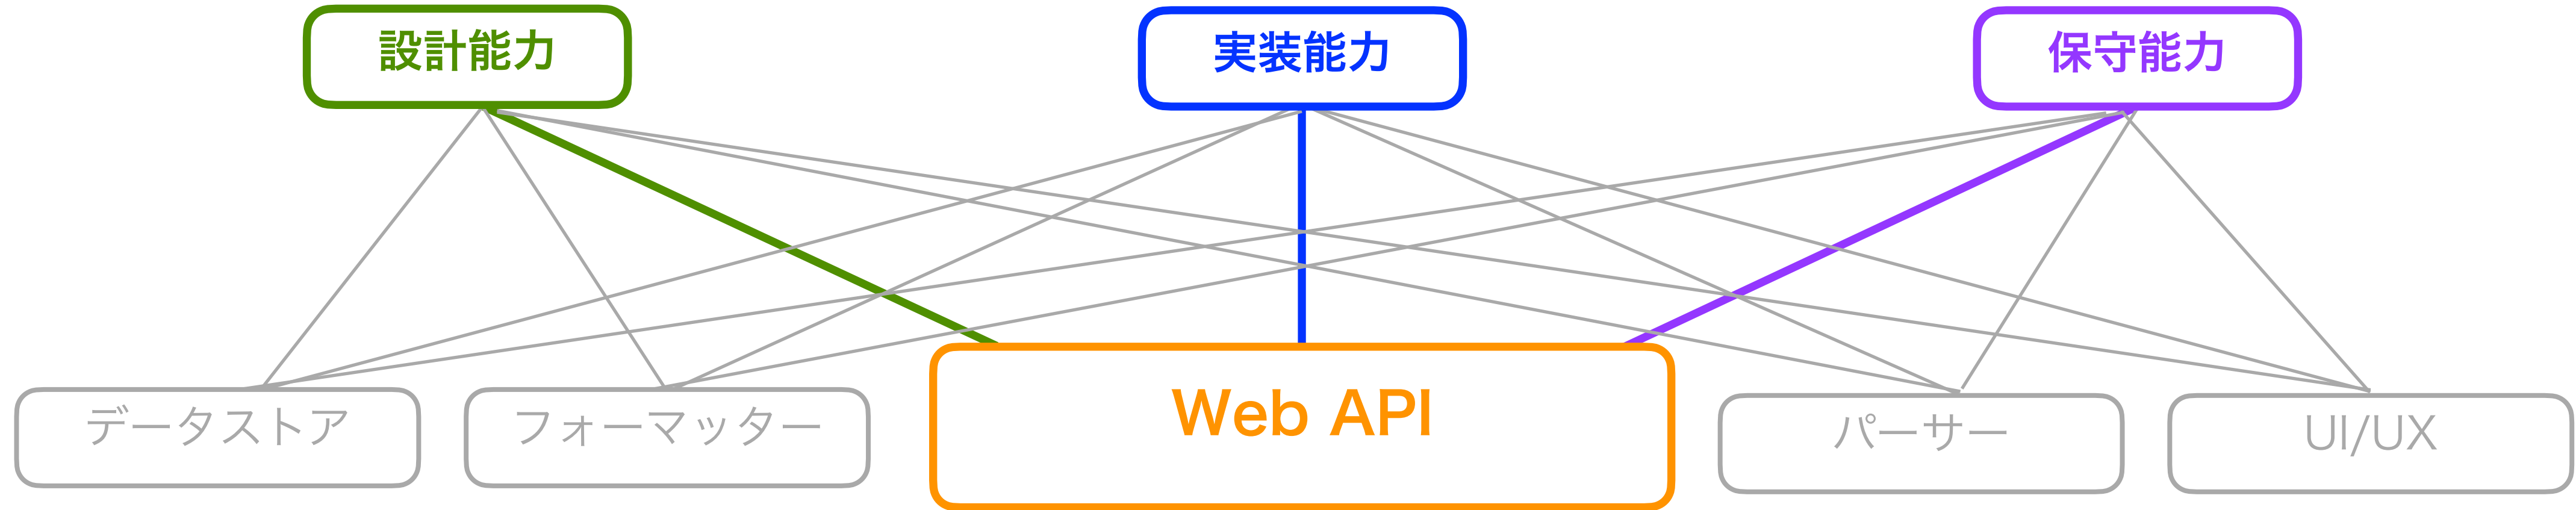 設計能力
実装能力
保守能力
データストア
フォーマッター
Web API
パーサー
UI/UX